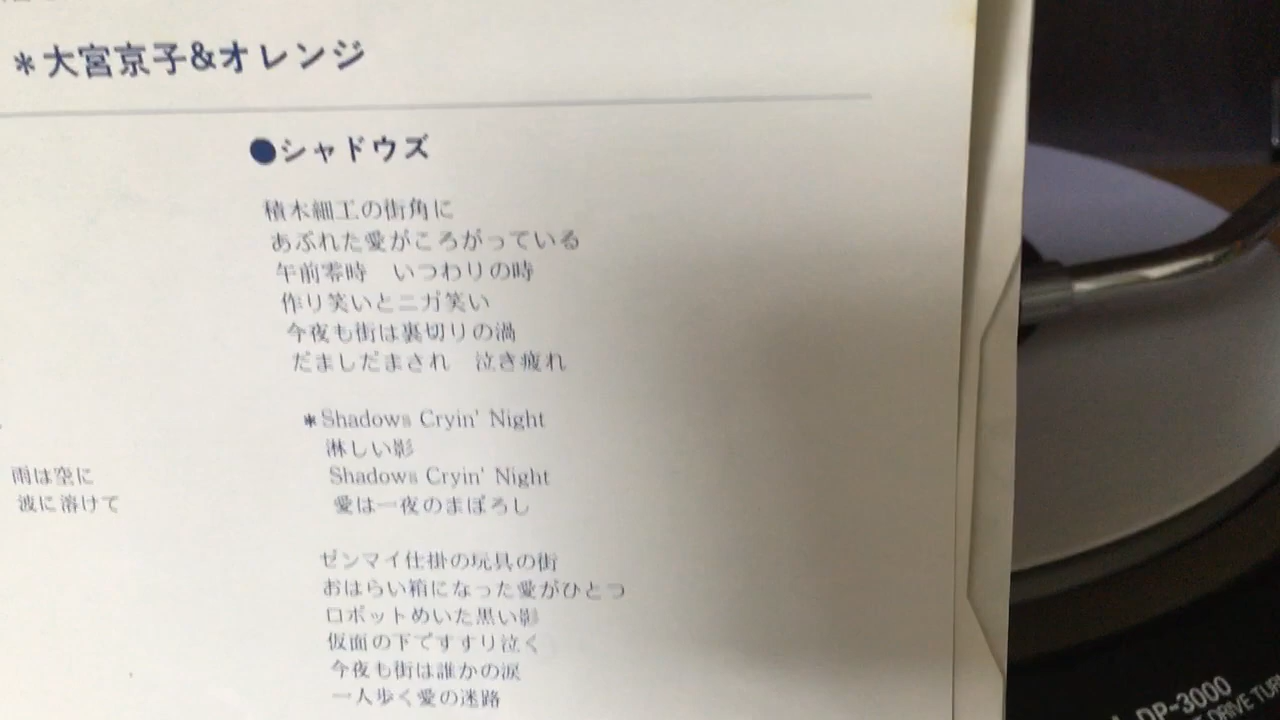 ＊大宮京子&オレンジ
●シャドウズ
積木細工の街角に
あぶれた愛がころがっている
午前零時　いつわりの時
作り笑いとニガ笑い
今夜も街は裏切りの渦
だましだまされ　泣き疲れ
＊Shadows Cryin' Night
淋しい影
Shadows Cryin' Night
愛は一夜のまぼろし
ゼンマイ仕掛の玩具の街
おはらい箱になった愛がひとつ
ロボットめいた黒い影
仮面の下ですすり泣く
今夜も街は誰かの涙
一人歩く愛の迷路
雨は空に
波に溶けて
DP-3000